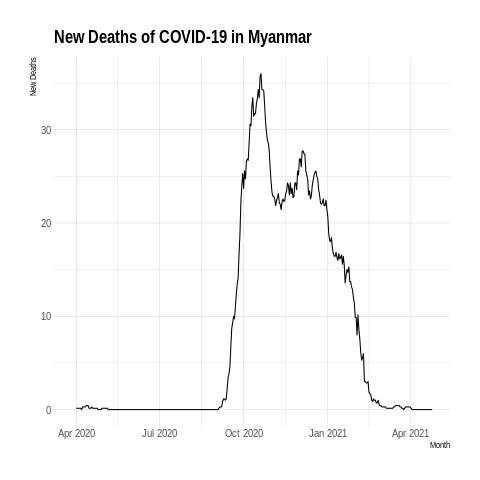 New Deaths of COVID-19 in Myanmar
New Deaths
30
20
10
0
Apr 2020 Jul 2020 Oct 2020 Jan 2021 Apr 2021
Month